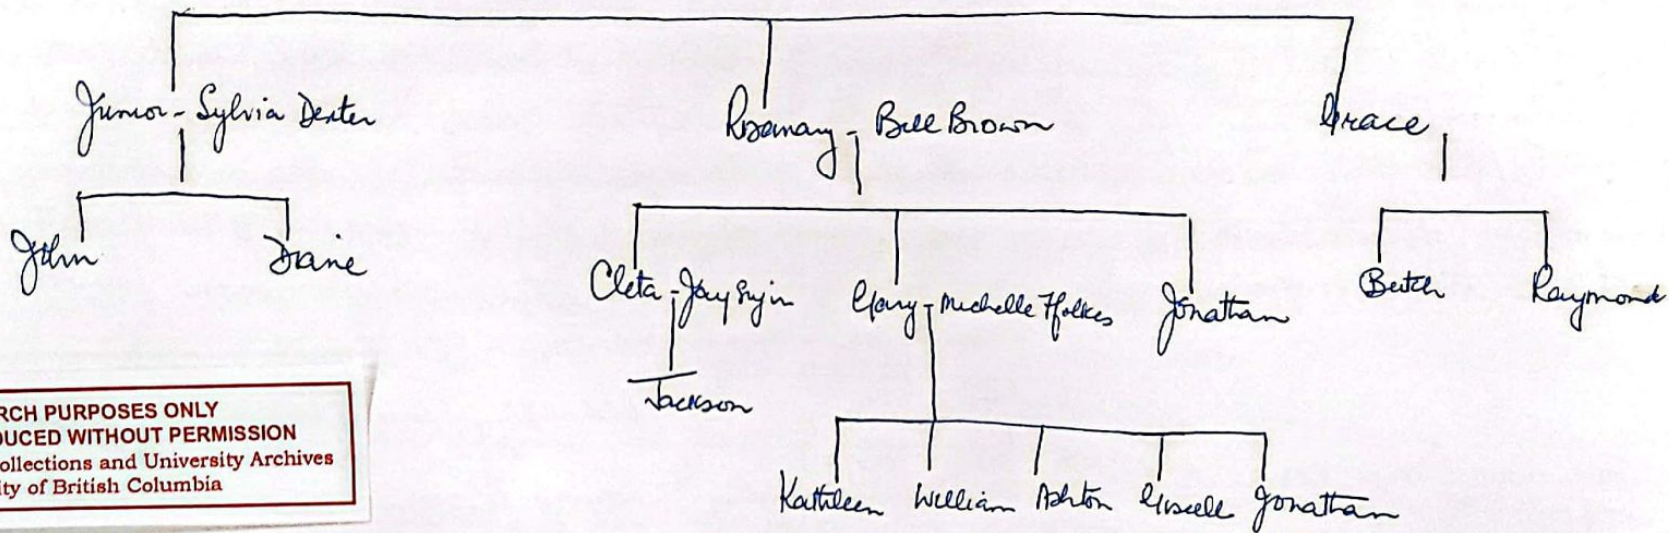 Junior - Sylvia Dexter Rosemary - Bill Brown Grace
John Diane Cleta - Jay Gary - Michelle Jonathan Butch Raymond
Jackson
Kathleen William Ashton Giselle Jonathan
RCH PURPOSES ONLY
DUCED WITHOUT PERMISSION
ollections and University Archives
ity of British Columbia